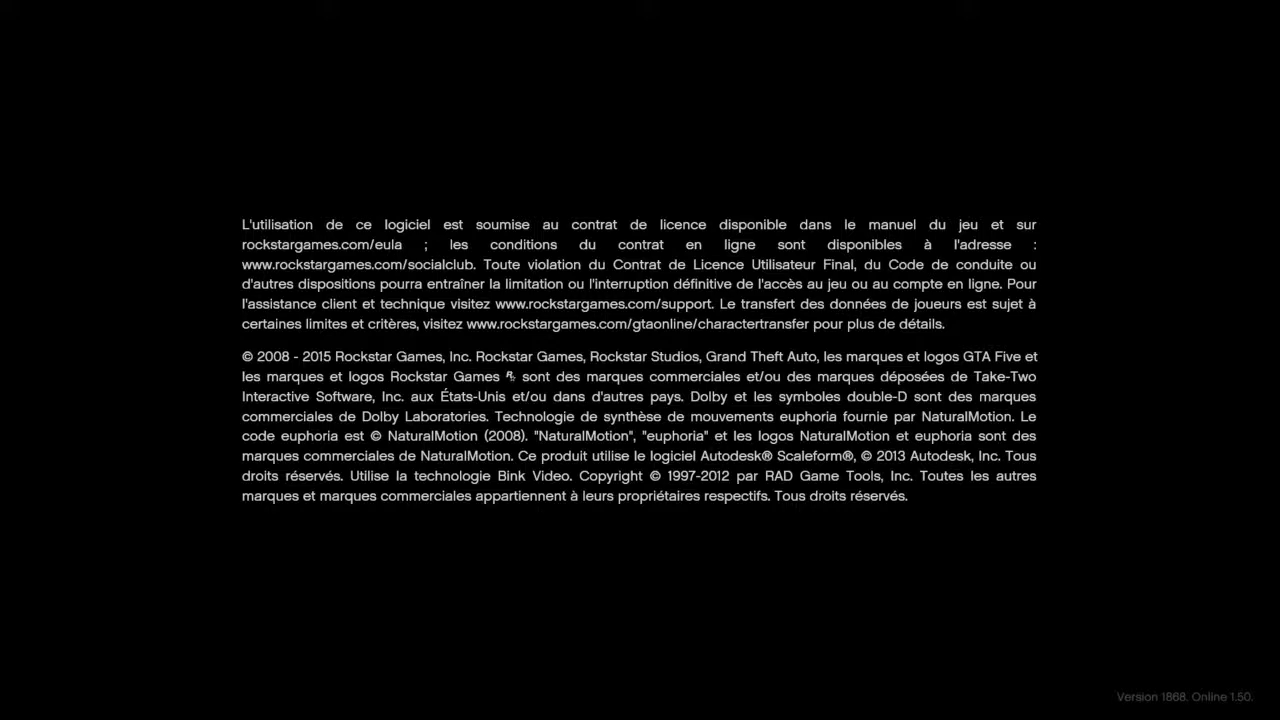 L'utilisation de ce logiciel est soumise au contrat de licence disponible dans le manuel du jeu et sur
rockstargames.com/eula ; les conditions du contrat en ligne sont disponibles à l'adresse :
www.rockstargames.com/socialclub. Toute violation du Contrat de Licence Utilisateur Final, du Code de conduite ou
d'autres dispositions pourra entraîner la limitation ou l'interruption définitive de l'accès au jeu ou au compte en ligne. Pour
l'assistance client et technique visitez www.rockstargames.com/support. Le transfert des données de joueurs est sujet à
certaines limites et critères, visitez www.rockstargames.com/gtaonline/charactertransfer pour plus de détails.
© 2008 - 2015 Rockstar Games, Inc. Rockstar Games, Rockstar Studios, Grand Theft Auto, les marques et logos GTA Five et
les marques et logos Rockstar Games R* sont des marques commerciales et/ou des marques déposées de Take-Two
Interactive Software, Inc. aux États-Unis et/ou dans d'autres pays. Dolby et les symboles double-D sont des marques
commerciales de Dolby Laboratories. Technologie de synthèse de mouvements euphoria fournie par NaturalMotion. Le
code euphoria est © NaturalMotion (2008). "NaturalMotion", "euphoria" et les logos NaturalMotion et euphoria sont des
marques commerciales de NaturalMotion. Ce produit utilise le logiciel Autodesk® Scaleform®, © 2013 Autodesk, Inc. Tous
droits réservés. Utilise la technologie Bink Video. Copyright © 1997-2012 par RAD Game Tools, Inc. Toutes les autres
marques et marques commerciales appartiennent à leurs propriétaires respectifs. Tous droits réservés.
Version 1868. Online 1.50.